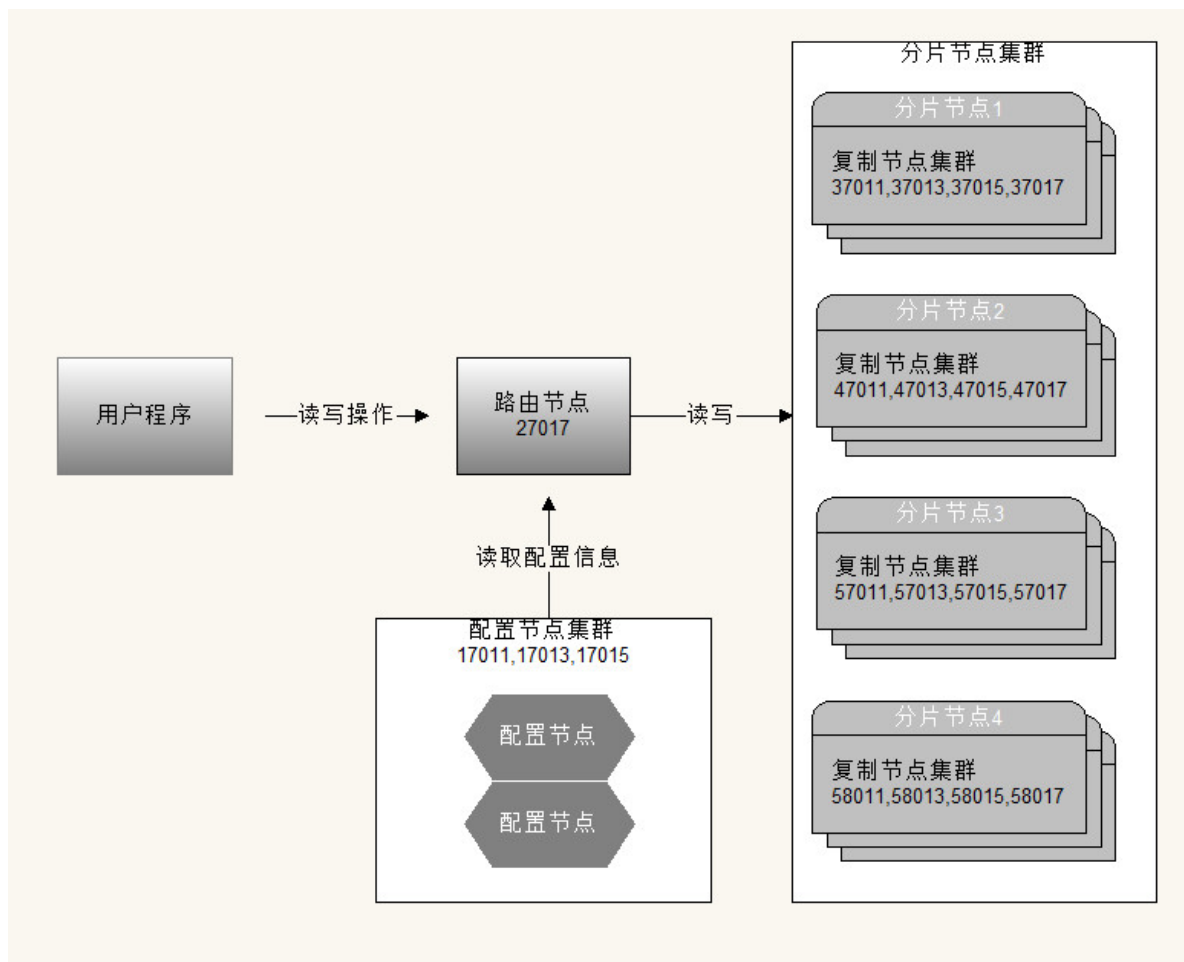 用户程序
读写操作
路由节点
27017
读写
读取配置信息
配置节点集群
17011,17013,17015
配置节点
配置节点
分片节点集群
分片节点1
复制节点集群
37011,37013,37015,37017
分片节点2
复制节点集群
47011,47013,47015,47017
分片节点3
复制节点集群
57011,57013,57015,57017
分片节点4
复制节点集群
58011,58013,58015,58017